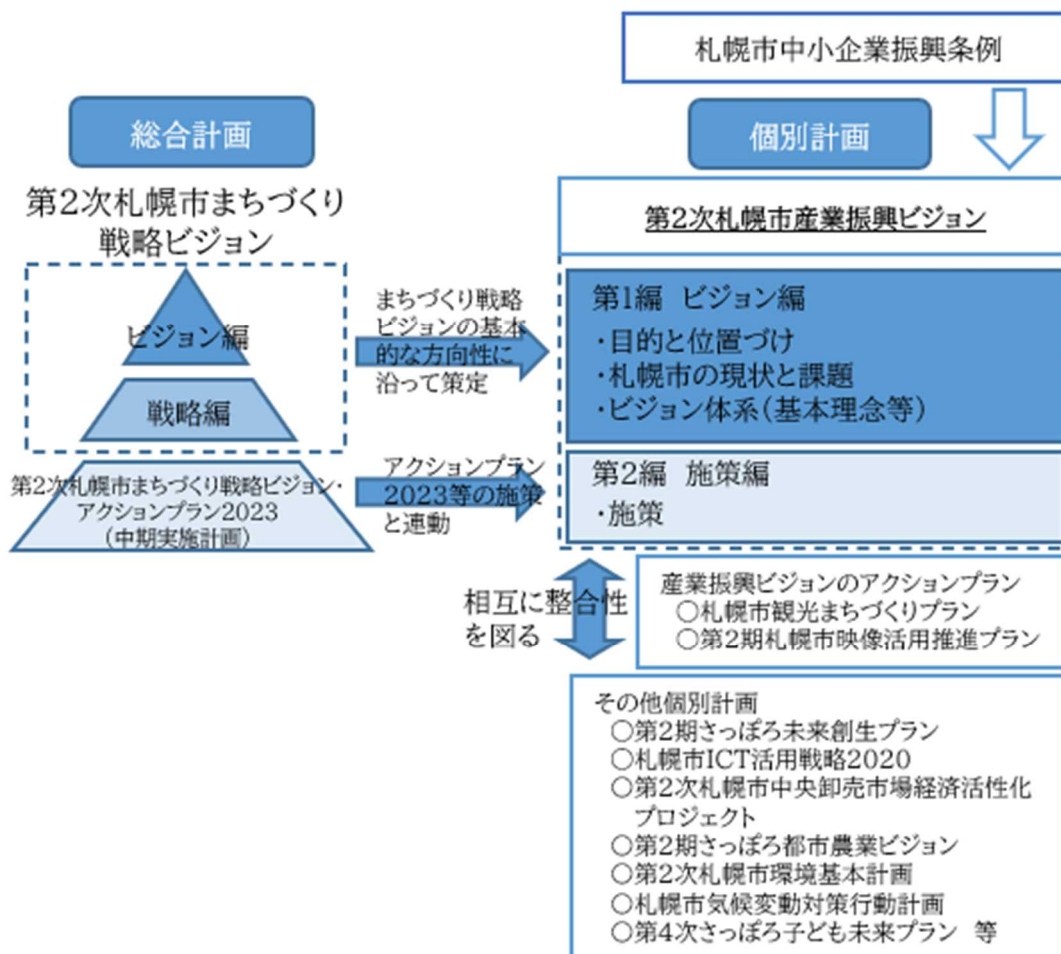 札幌市中小企業振興条例
総合計画
個別計画
第2次札幌市まちづくり
戦略ビジョン
ビジョン編
戦略編
第2次札幌市まちづくり戦略ビジョン・
アクションプラン2023
(中期実施計画)
まちづくり戦略
ビジョンの基本
的な方向性に
沿って策定
アクションプラン
2023等の施策
と連動
第2次札幌市産業振興ビジョン
第1編 ビジョン編
・目的と位置づけ
・札幌市の現状と課題
・ビジョン体系(基本理念等)
第2編 施策編
・施策
相互に整合性
を図る
産業振興ビジョンのアクションプラン
○札幌市観光まちづくりプラン
○第2期札幌市映像活用推進プラン
その他個別計画
○第2期さっぽろ未来創生プラン
○札幌市ICT活用戦略2020
○第2次札幌市中央卸売市場経済活性化
プロジェクト
○第2期さっぽろ都市農業ビジョン
○第2次札幌市環境基本計画
○札幌市気候変動対策行動計画
○第4次さっぽろ子ども未来プラン 等